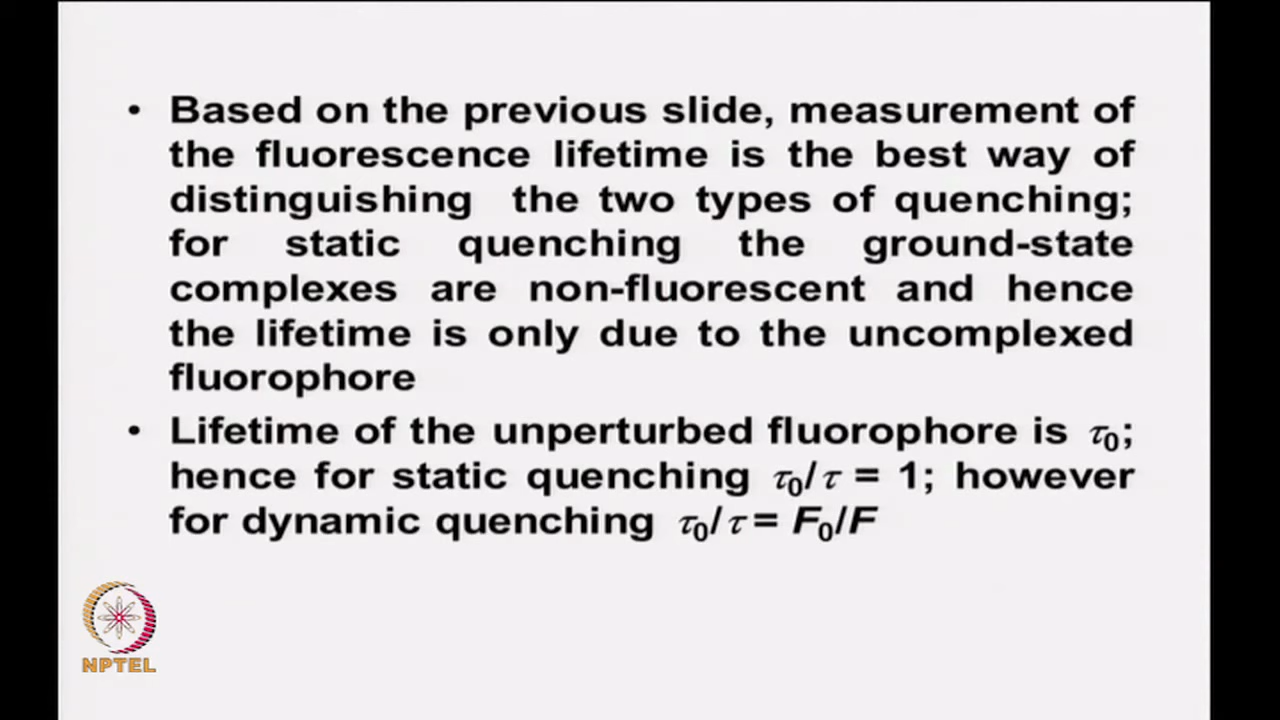 • Based on the previous slide, measurement of
the fluorescence lifetime is the best way of
distinguishing the two types of quenching;
for static quenching the ground-state
complexes are non-fluorescent and hence
the lifetime is only due to the uncomplexed
fluorophore
• Lifetime of the unperturbed fluorophore is τ₀;
hence for static quenching τ₀/τ = 1; however
for dynamic quenching τ₀/τ = F₀/F
NPTEL